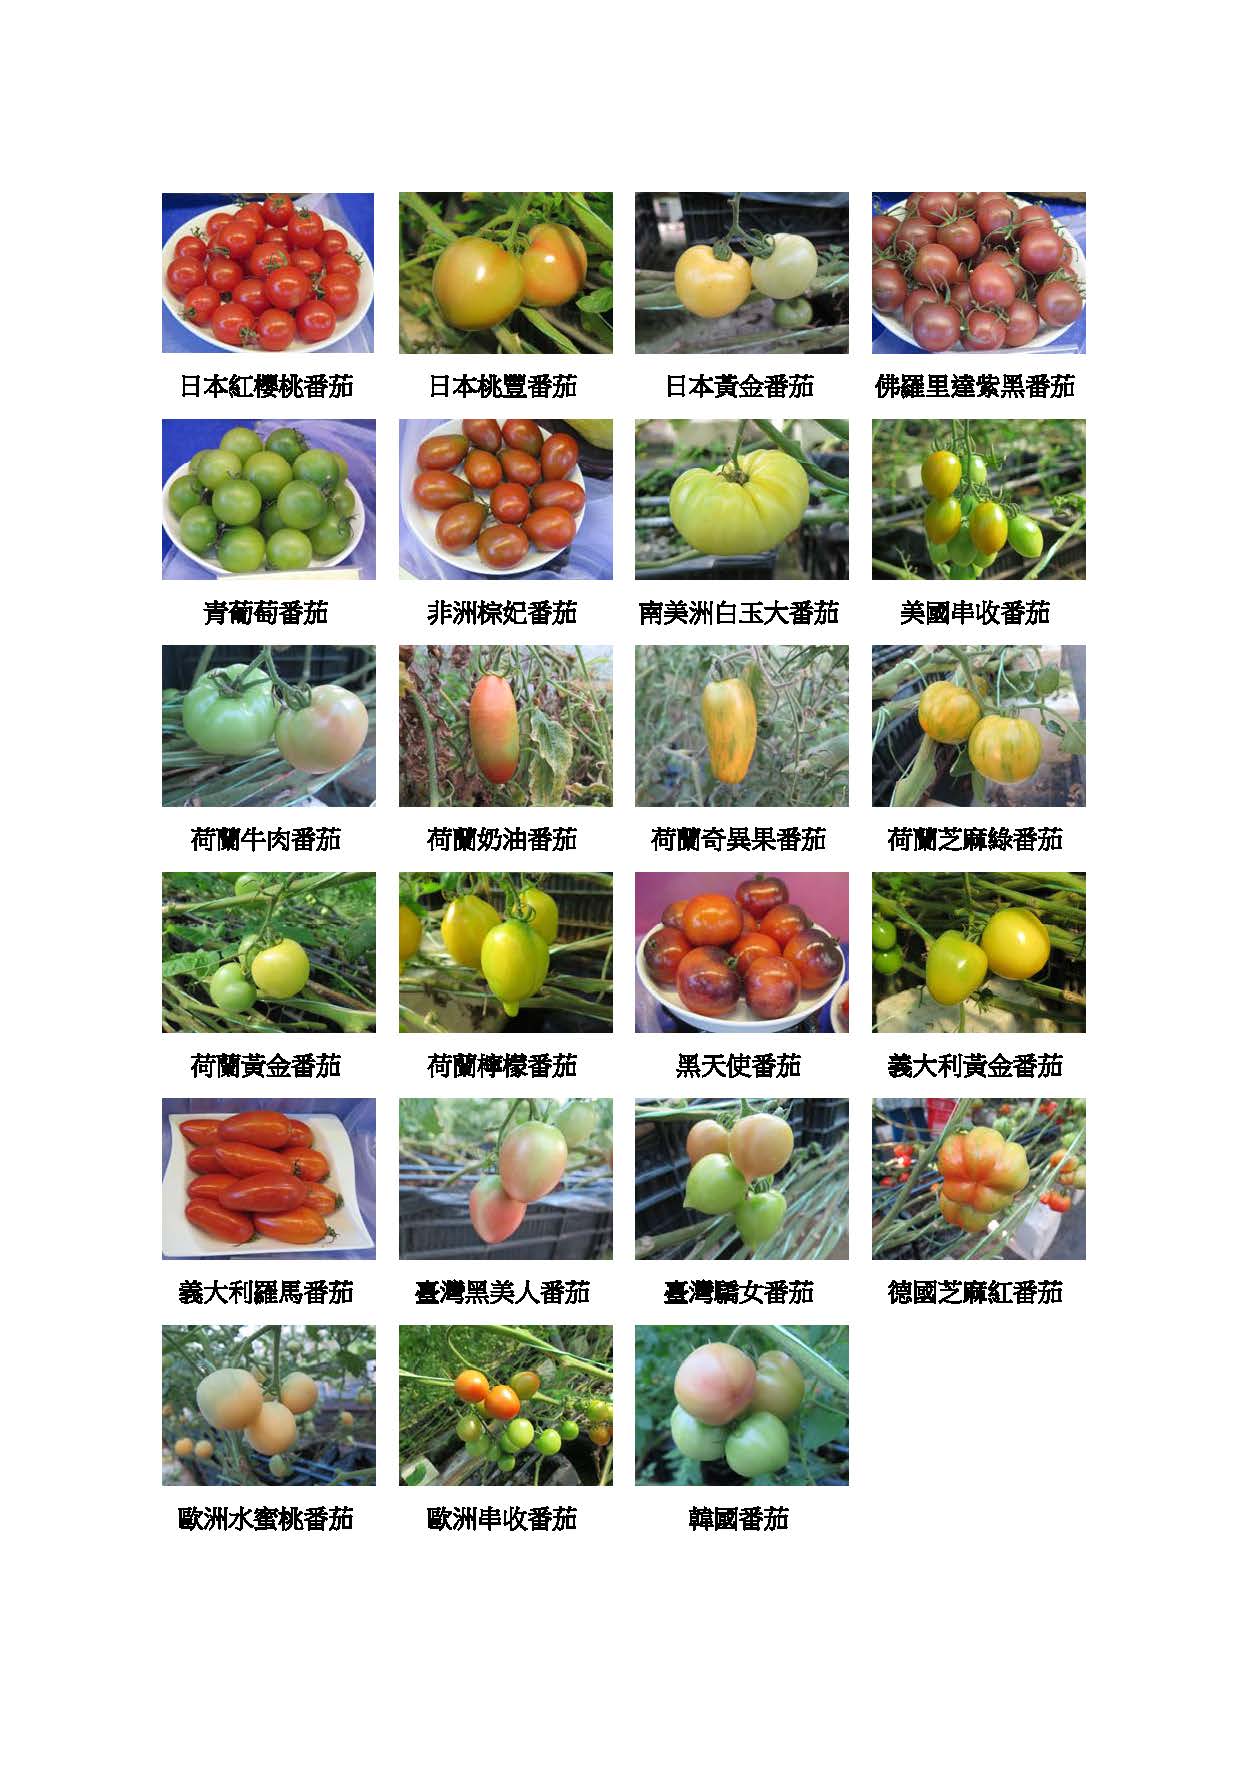 日本紅櫻桃番茄
日本桃豐番茄
日本黃金番茄
佛羅里達紫黑番茄
青葡萄番茄
非洲棕妃番茄
南美洲白玉大番茄
美國串收番茄
荷蘭牛肉番茄
荷蘭奶油番茄
荷蘭奇異果番茄
荷蘭芝麻綠番茄
荷蘭黃金番茄
荷蘭檸檬番茄
黑天使番茄
義大利黃金番茄
義大利羅馬番茄
臺灣黑美人番茄
臺灣驕女番茄
德國芝麻紅番茄
歐洲水蜜桃番茄
歐洲串收番茄
韓國番茄